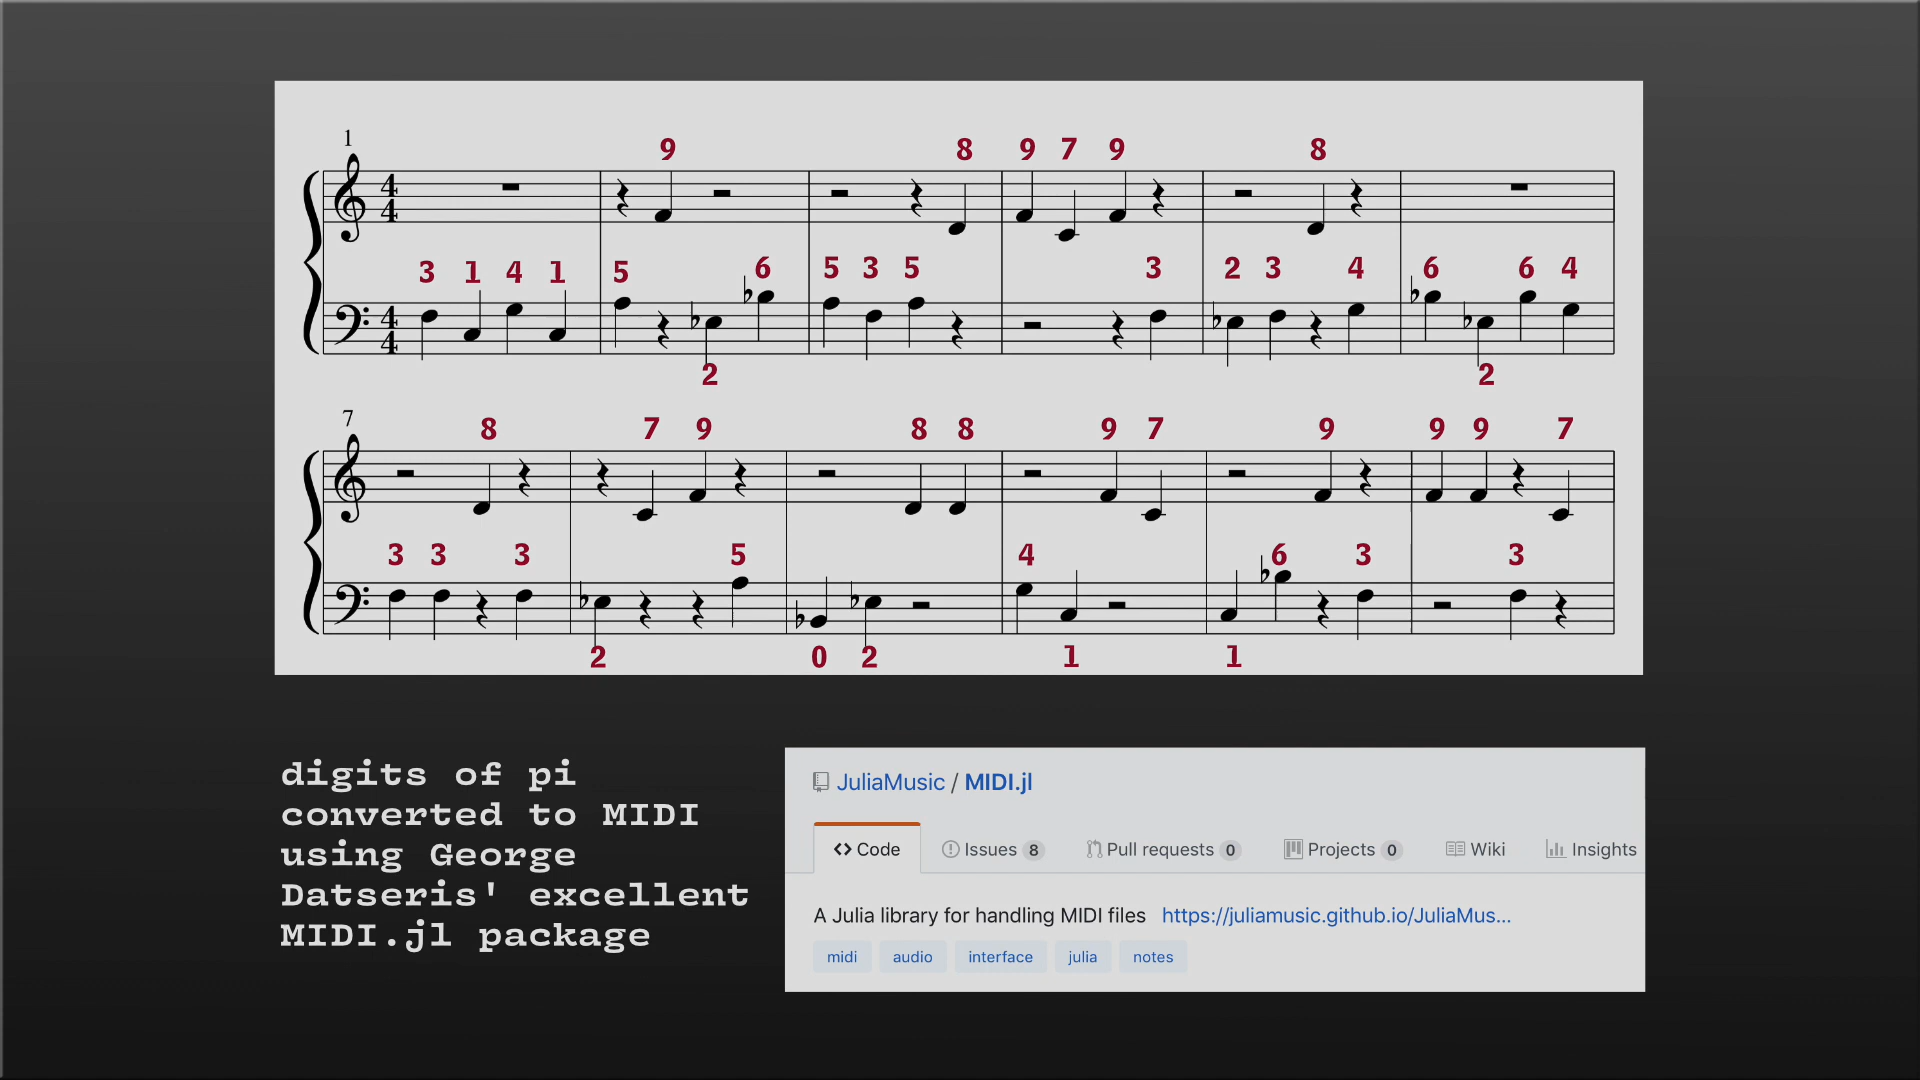 1
9 8 9 7 9 8
4
4
3 1 4 1 5 6 5 3 5 3 2 3 4 6 6 4
4
4
2 2
7
8 7 9 8 8 9 7 9 9 9 7
3 3 3 5 4 6 3 3
2 0 2 1 1
digits of pi
converted to MIDI
using George
Datseris' excellent
MIDI.jl package
JuliaMusic / MIDI.jl
Code Issues 8 Pull requests 0 Projects 0 Wiki Insights
A Julia library for handling MIDI files https://juliamusic.github.io/JuliaMus...
midi audio interface julia notes